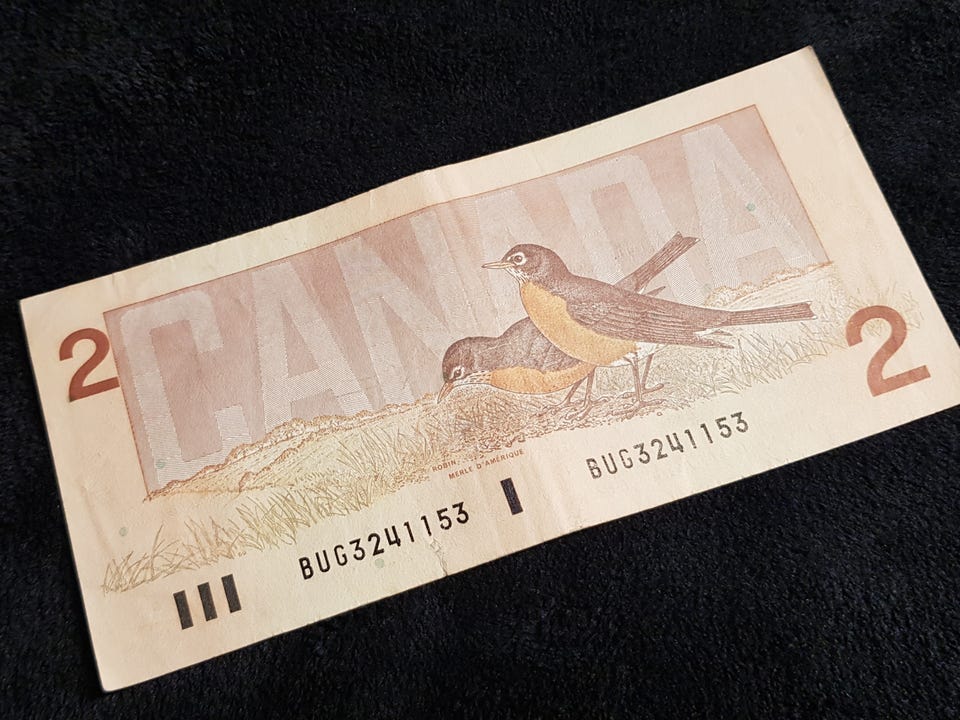 CANADA
2
2
ROBIN
MERLE D'AMÉRIQUE
BUG3241153
BUG3241153